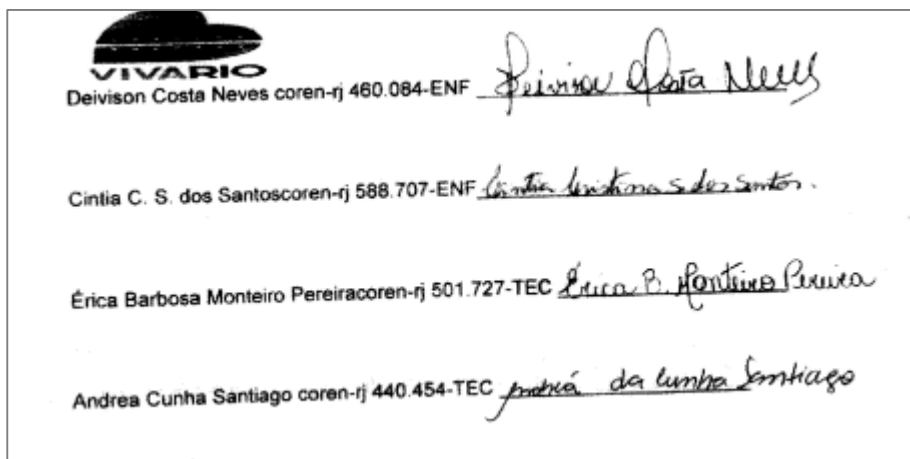 VIVARIO
Deivison Costa Neves coren-rj 460.084-ENF Deivison Costa Neves
Cintia C. S. dos Santoscoren-rj 588.707-ENF Cintia Cristina S dos Santos.
Érica Barbosa Monteiro Pereiracoren-rj 501.727-TEC Érica B. Monteiro Pereira
Andrea Cunha Santiago coren-rj 440.454-TEC da Cunha Santiago